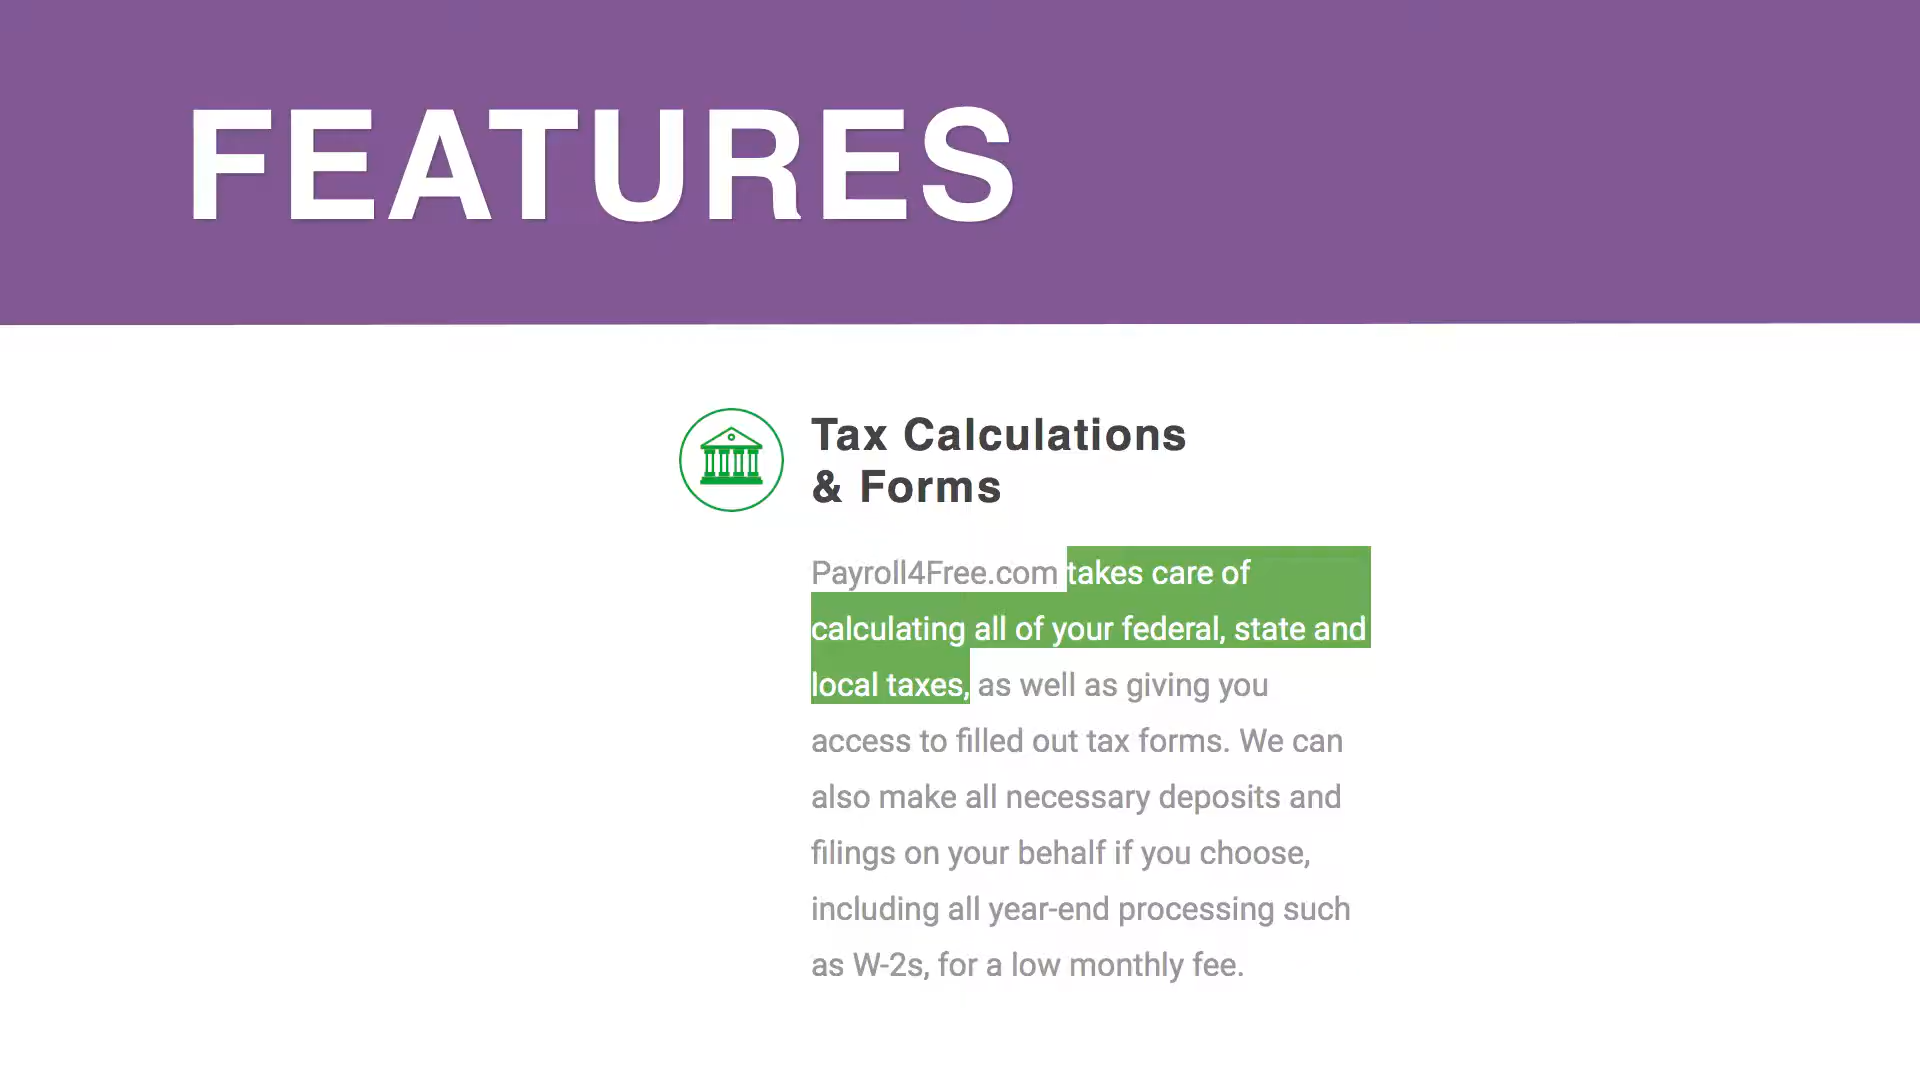 FEATURES
Tax Calculations
& Forms
Payroll4Free.com takes care of
calculating all of your federal, state and
local taxes, as well as giving you
access to filled out tax forms. We can
also make all necessary deposits and
filings on your behalf if you choose,
including all year-end processing such
as W-2s, for a low monthly fee.